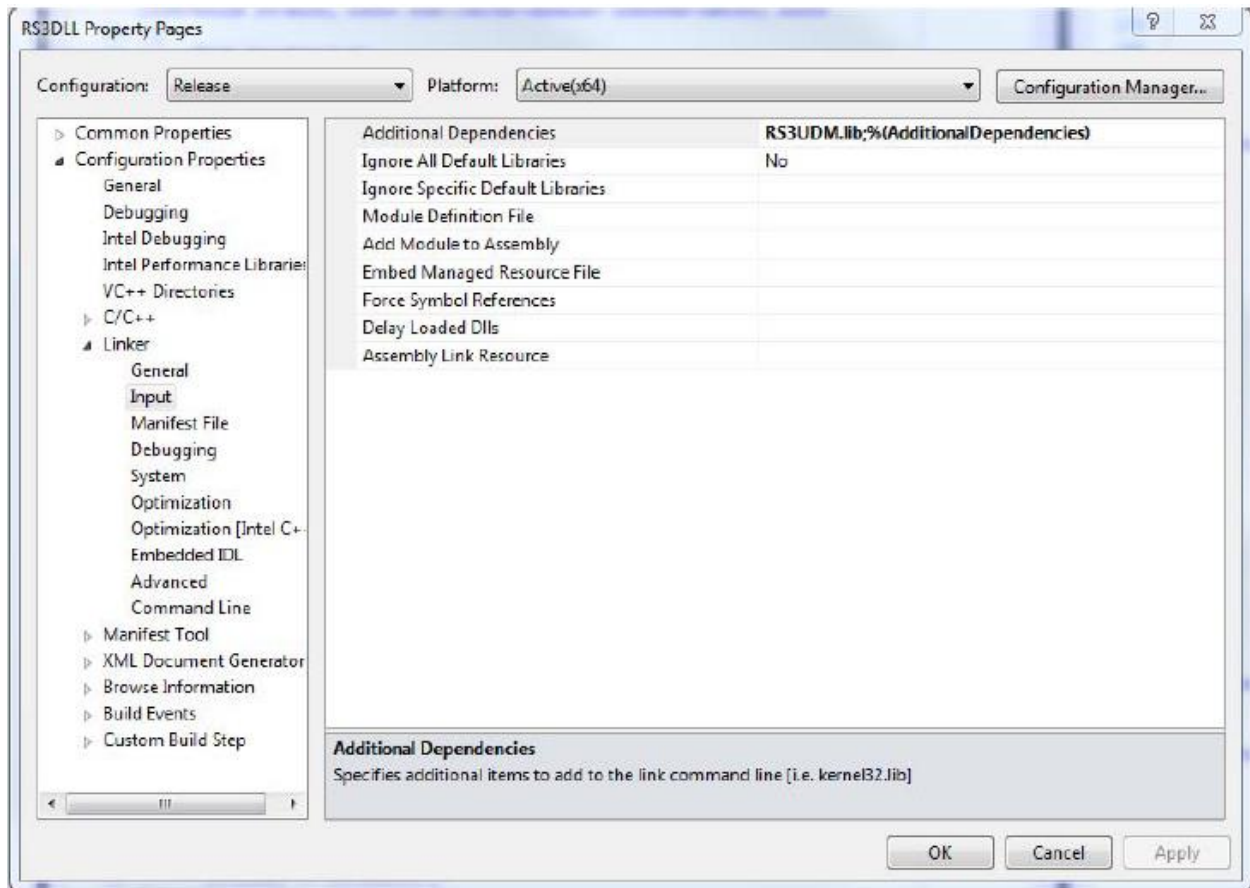 RS3DLL Property Pages
Configuration: Release Platform: Active(x64) Configuration Manager...
Common Properties
Configuration Properties
General
Debugging
Intel Debugging
Intel Performance Libraries
VC++ Directories
C/C++
Linker
General
Input
Manifest File
Debugging
System
Optimization
Optimization [Intel C+
Embedded IDL
Advanced
Command Line
Manifest Tool
XML Document Generator
Browse Information
Build Events
Custom Build Step
Additional Dependencies RS3UDM.lib;%(AdditionalDependencies)
Ignore All Default Libraries No
Ignore Specific Default Libraries
Module Definition File
Add Module to Assembly
Embed Managed Resource File
Force Symbol References
Delay Loaded Dlls
Assembly Link Resource
Additional Dependencies
Specifies additional items to add to the link command line [i.e. kernel32.lib]
OK Cancel Apply